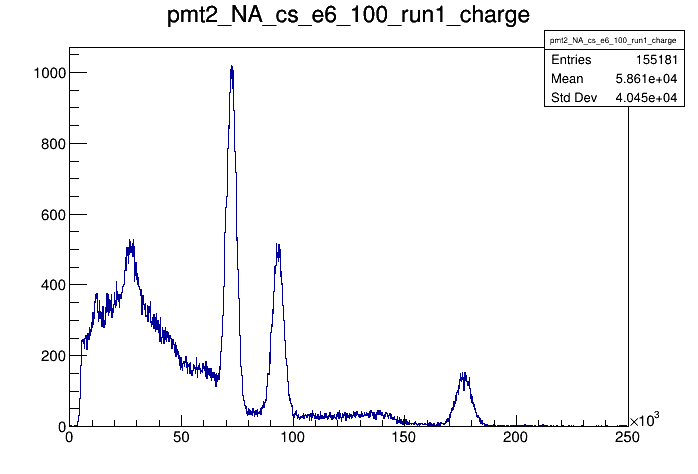 pmt2_NA_cs_e6_100_run1_charge
pmt2_NA_cs_e6_100_run1_charge
Entries 155181
Mean 5.861e+04
Std Dev 4.045e+04
1000
800
600
400
200
0
0 50 100 150 200 250
×10³